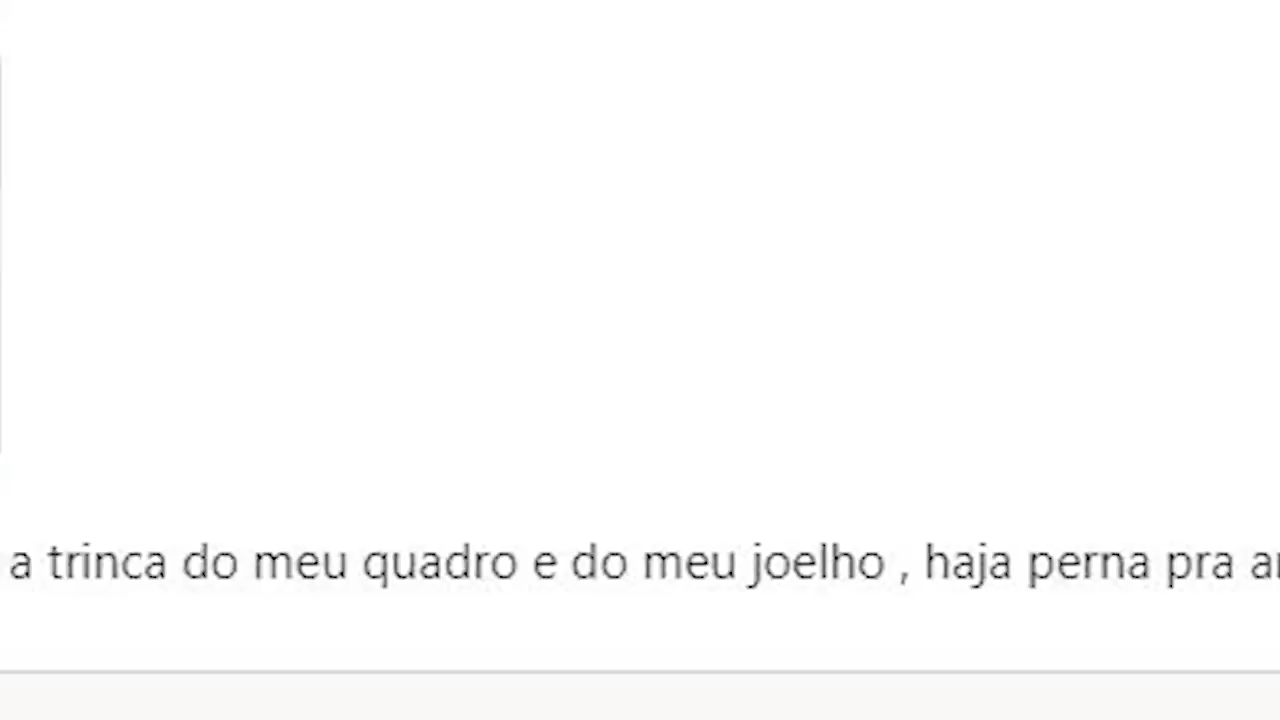 a trinca do meu quadro e do meu joelho , haja perna pra